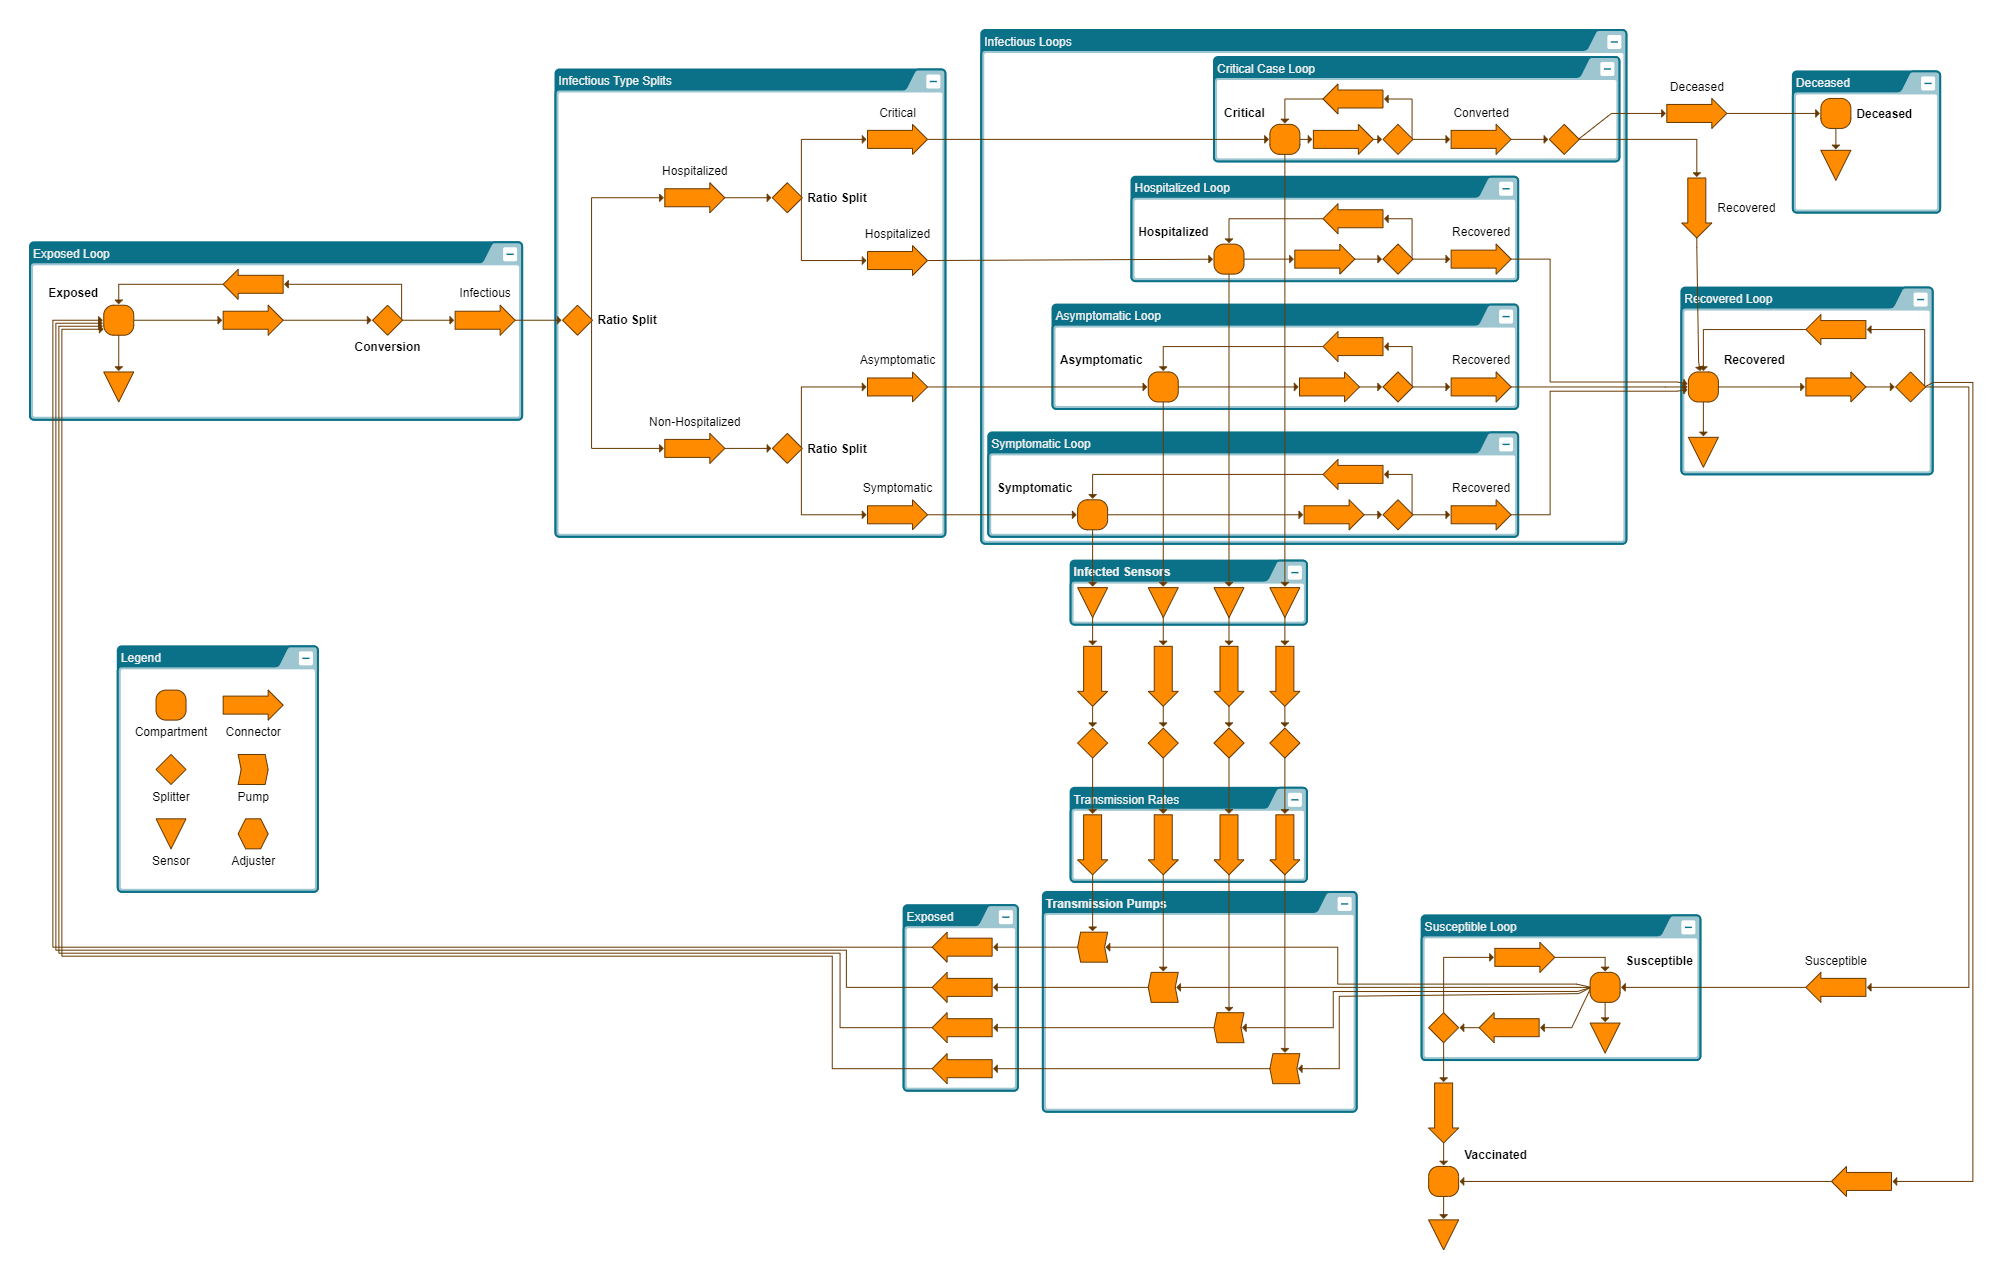 Infectious Loops
Critical Case Loop
Infectious Type Splits
Deceased
Deceased
Critical
Critical
Converted
Deceased
Hospitalized
Hospitalized Loop
Ratio Split
Recovered
Hospitalized
Hospitalized
Recovered
Exposed Loop
Exposed
Infectious
Recovered Loop
Asymptomatic Loop
Ratio Split
Conversion
Asymptomatic
Asymptomatic
Recovered
Recovered
Non-Hospitalized
Ratio Split
Symptomatic Loop
Symptomatic
Symptomatic
Recovered
Infected Sensors
Legend
Compartment
Connector
Splitter
Pump
Sensor
Adjuster
Transmission Rates
Transmission Pumps
Exposed
Susceptible Loop
Susceptible
Susceptible
Vaccinated